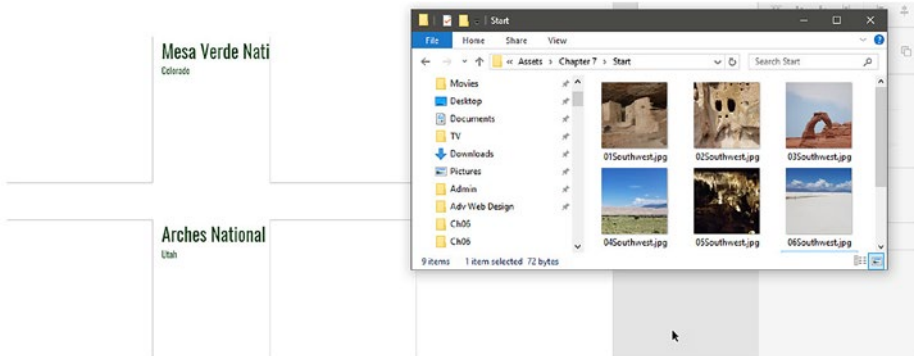 Start
File Home Share View
« Assets > Chapter 7 > Start
Search Start
Movies
Desktop
Documents
TV
Downloads
Pictures
Admin
Adv Web Design
Ch06
Ch06
01Southwest.jpg 02Southwest.jpg 03Southwest.jpg
04Southwest.jpg 05Southwest.jpg 06Southwest.jpg
9 items 1 item selected 72 bytes
Mesa Verde Nati
Colorado
Arches National
Utah